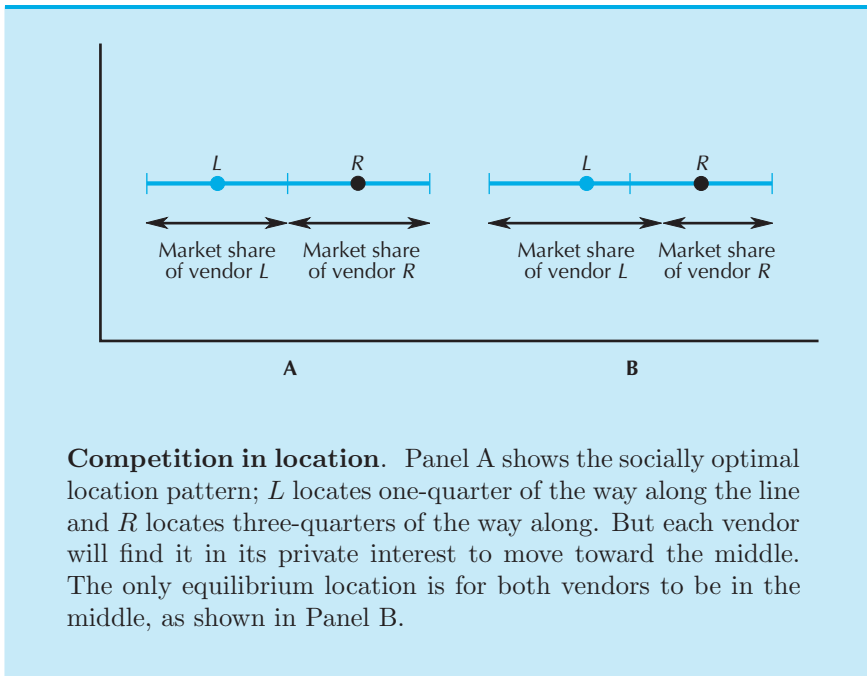 L R L R
Market share Market share Market share Market share
of vendor L of vendor R of vendor L of vendor R
A B
Competition in location. Panel A shows the socially optimal
location pattern; L locates one-quarter of the way along the line
and R locates three-quarters of the way along. But each vendor
will find it in its private interest to move toward the middle.
The only equilibrium location is for both vendors to be in the
middle, as shown in Panel B.